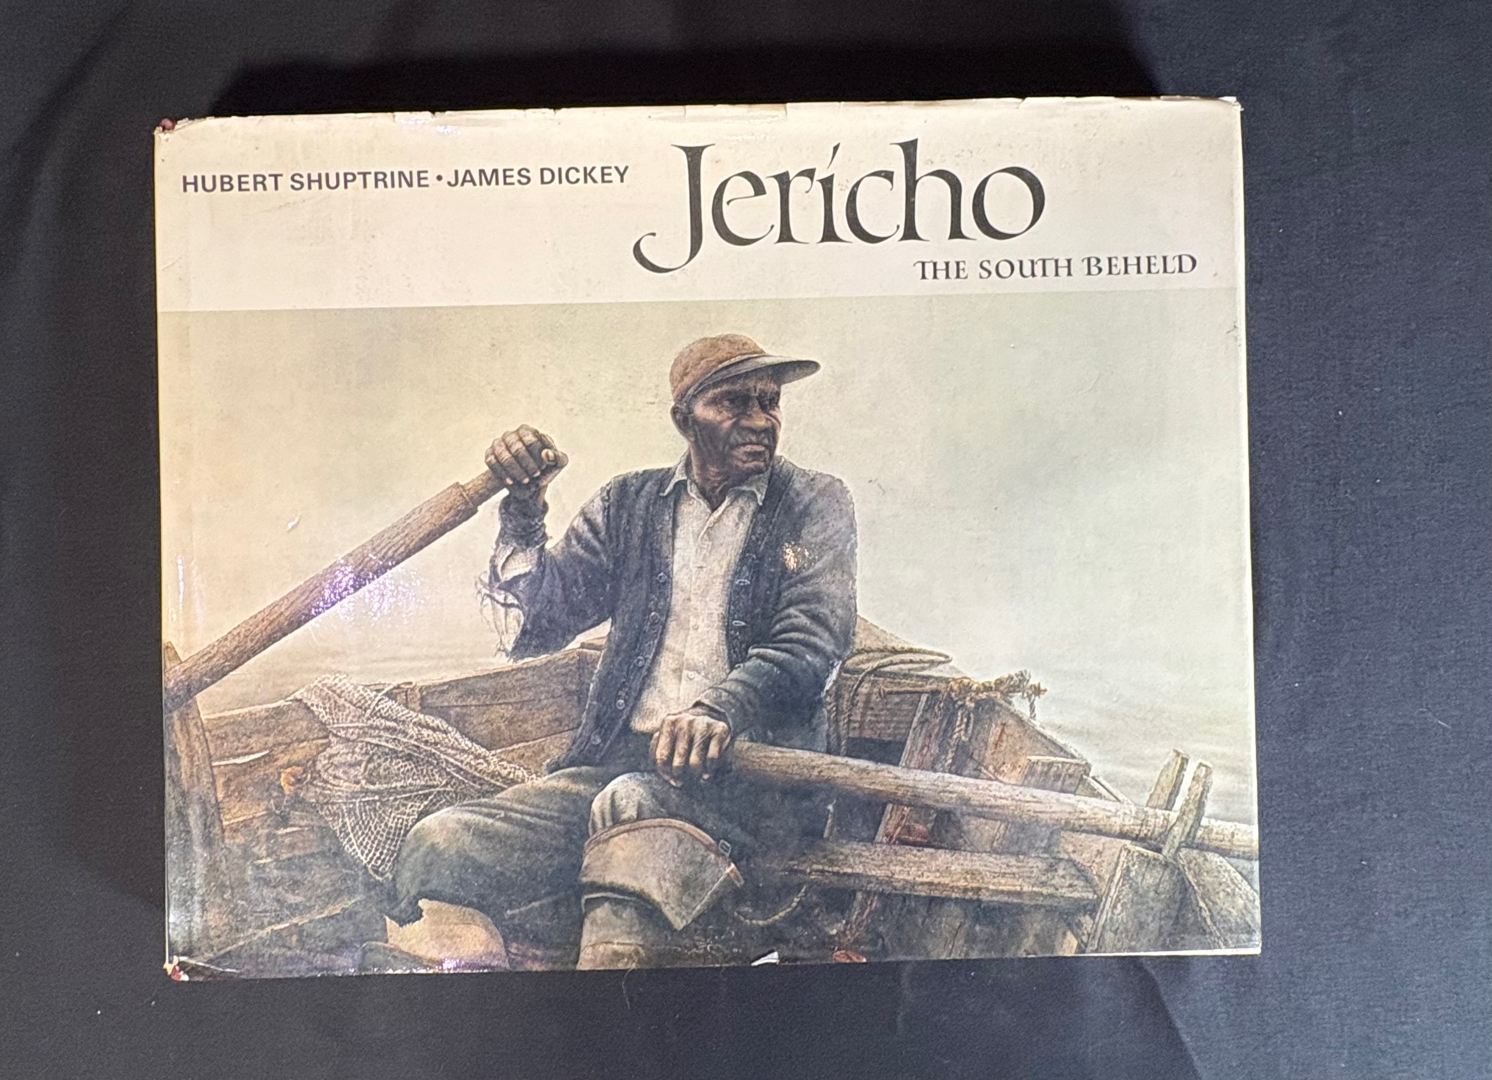 HUBERT SHUPTRINE • JAMES DICKEY
Jericho
THE SOUTH BEHELD